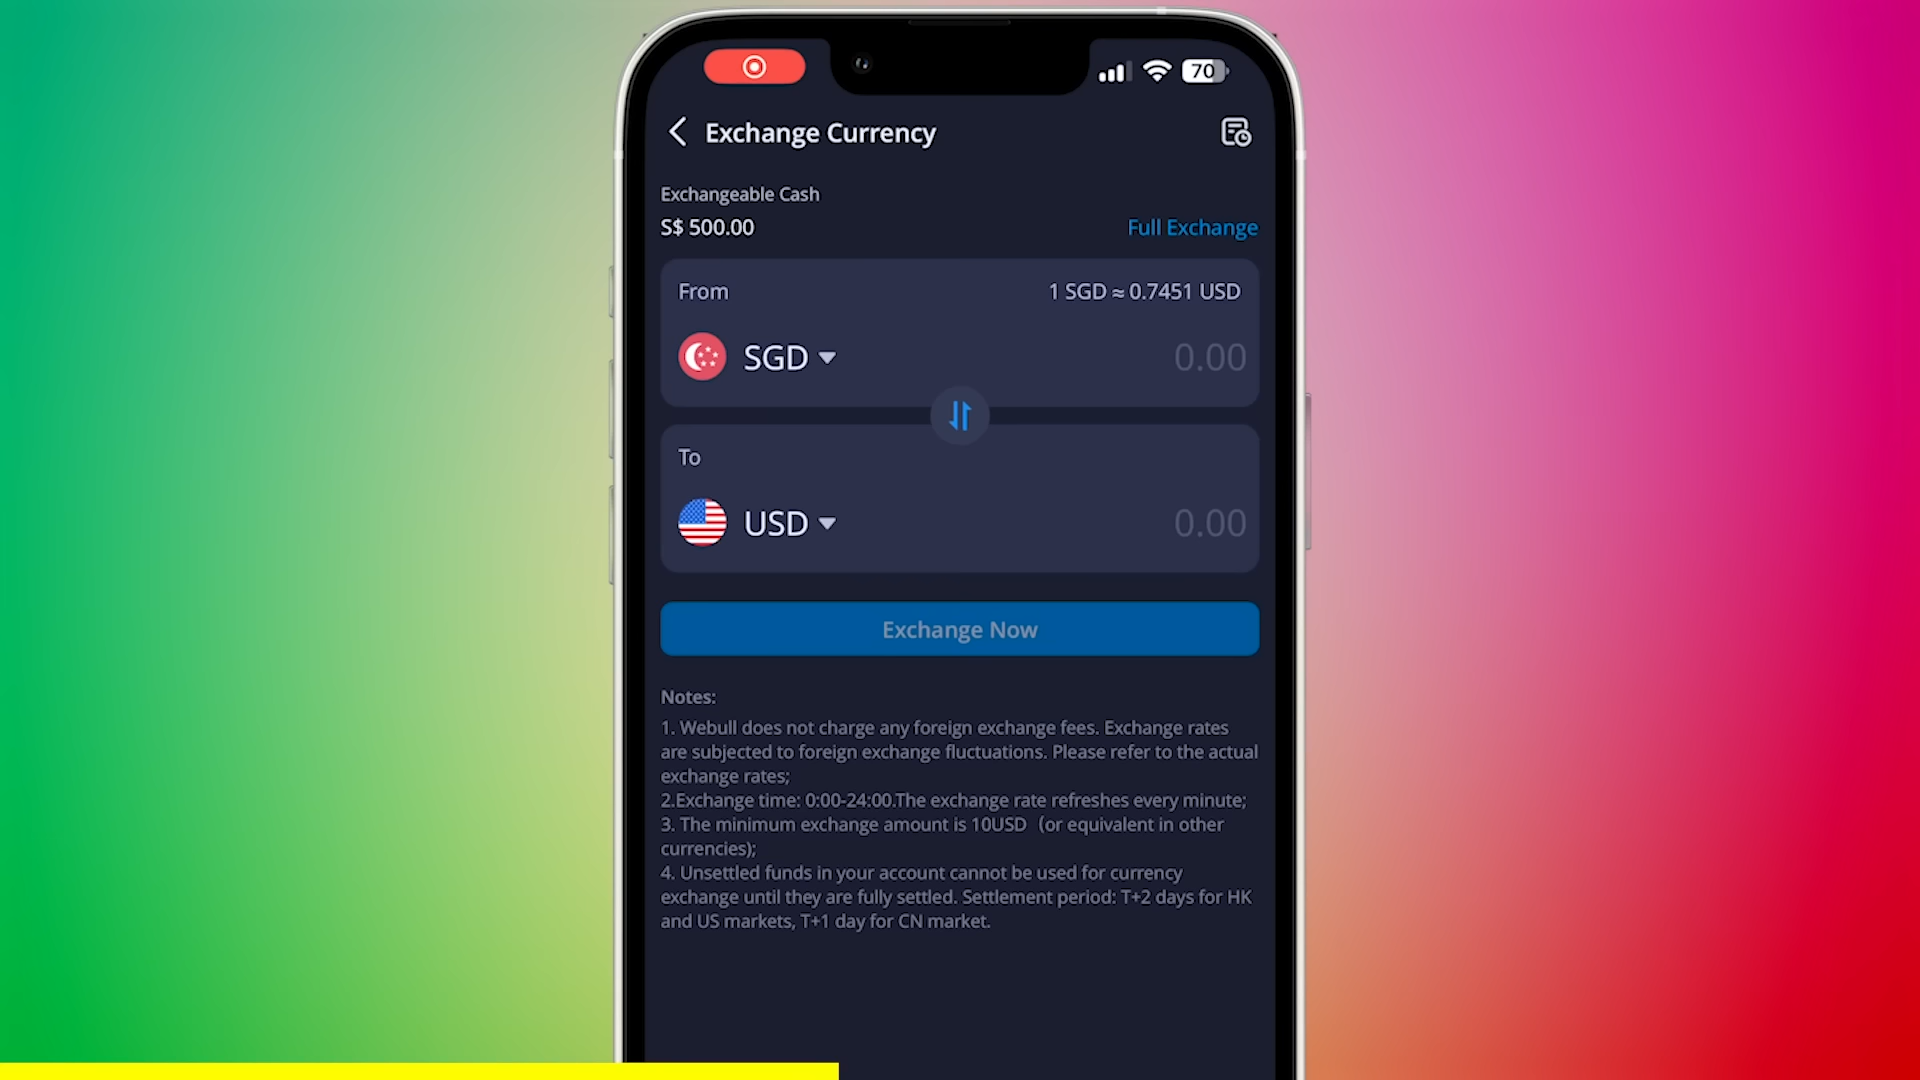 70
Exchange Currency
Exchangeable Cash
S$ 500.00
Full Exchange
From
1 SGD ≈ 0.7451 USD
SGD
0.00
To
USD
0.00
Exchange Now
Notes:
1. Webull does not charge any foreign exchange fees. Exchange rates
are subjected to foreign exchange fluctuations. Please refer to the actual
exchange rates;
2.Exchange time: 0:00-24:00.The exchange rate refreshes every minute;
3. The minimum exchange amount is 10USD（or equivalent in other
currencies);
4. Unsettled funds in your account cannot be used for currency
exchange until they are fully settled. Settlement period: T+2 days for HK
and US markets, T+1 day for CN market.